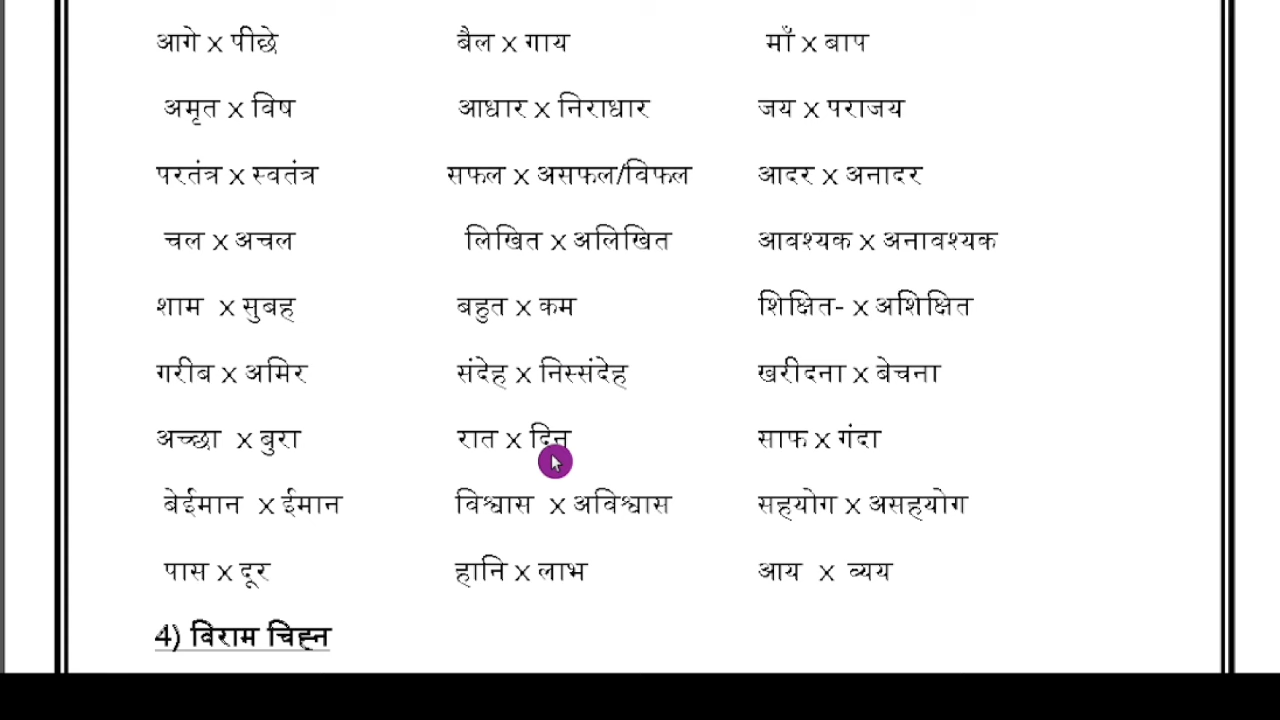 आगे x पीछे बैल x गाय माँ x बाप
अमृत x विष आधार x निराधार जय x पराजय
परतंत्र x स्वतंत्र सफल x असफल/विफल आदर x अनादर
चल x अचल लिखित x अलिखित आवश्यक x अनावश्यक
शाम x सुबह बहुत x कम शिक्षित- x अशिक्षित
गरीब x अमिर संदेह x निस्संदेह खरीदना x बेचना
अच्छा x बुरा रात x दिन साफ x गंदा
बेईमान x ईमान विश्वास x अविश्वास सहयोग x असहयोग
पास x दूर हानि x लाभ आय x व्यय
4) विराम चिह्न